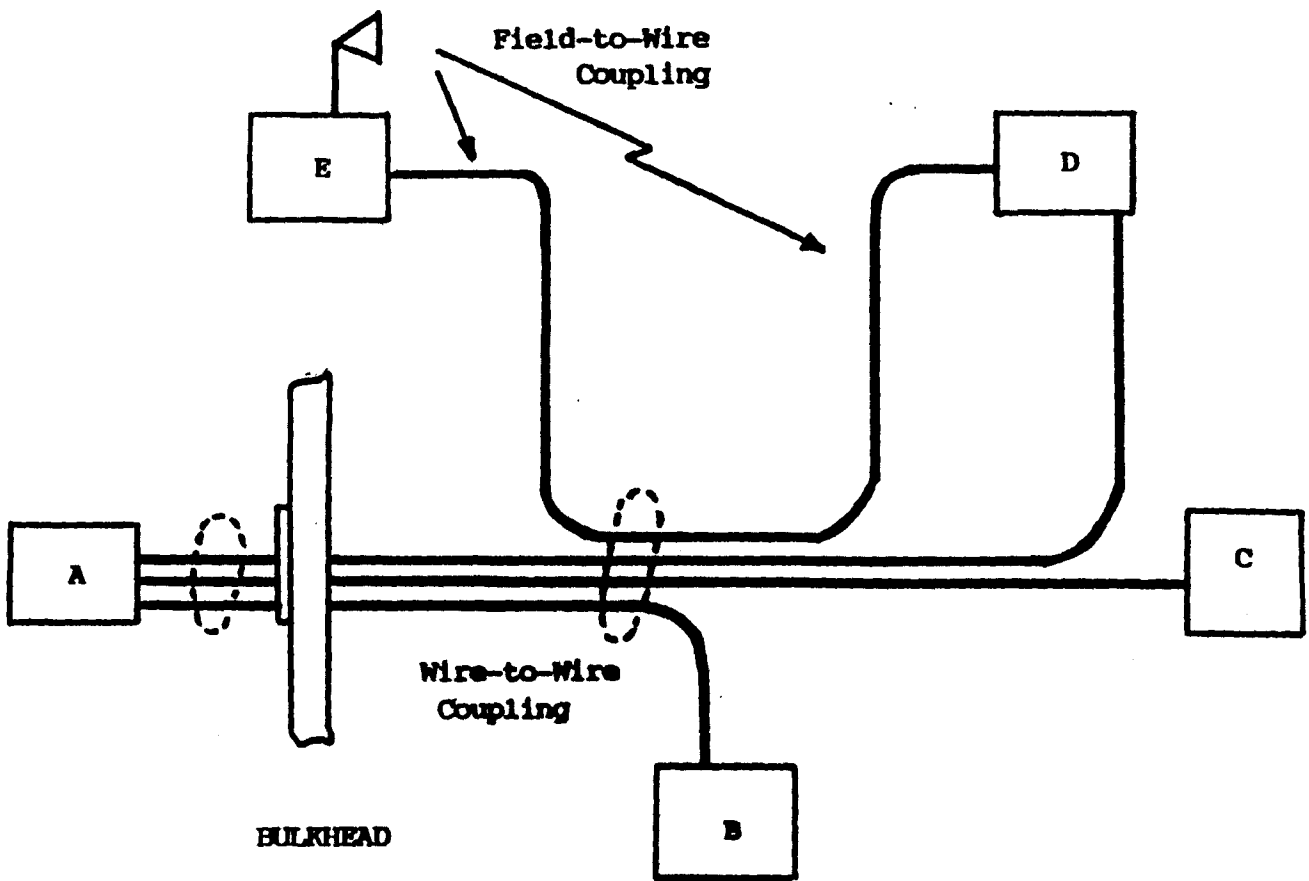 Field-to-Wire
Coupling
E
D
A
C
Wire-to-Wire
Coupling
B
BULKHEAD